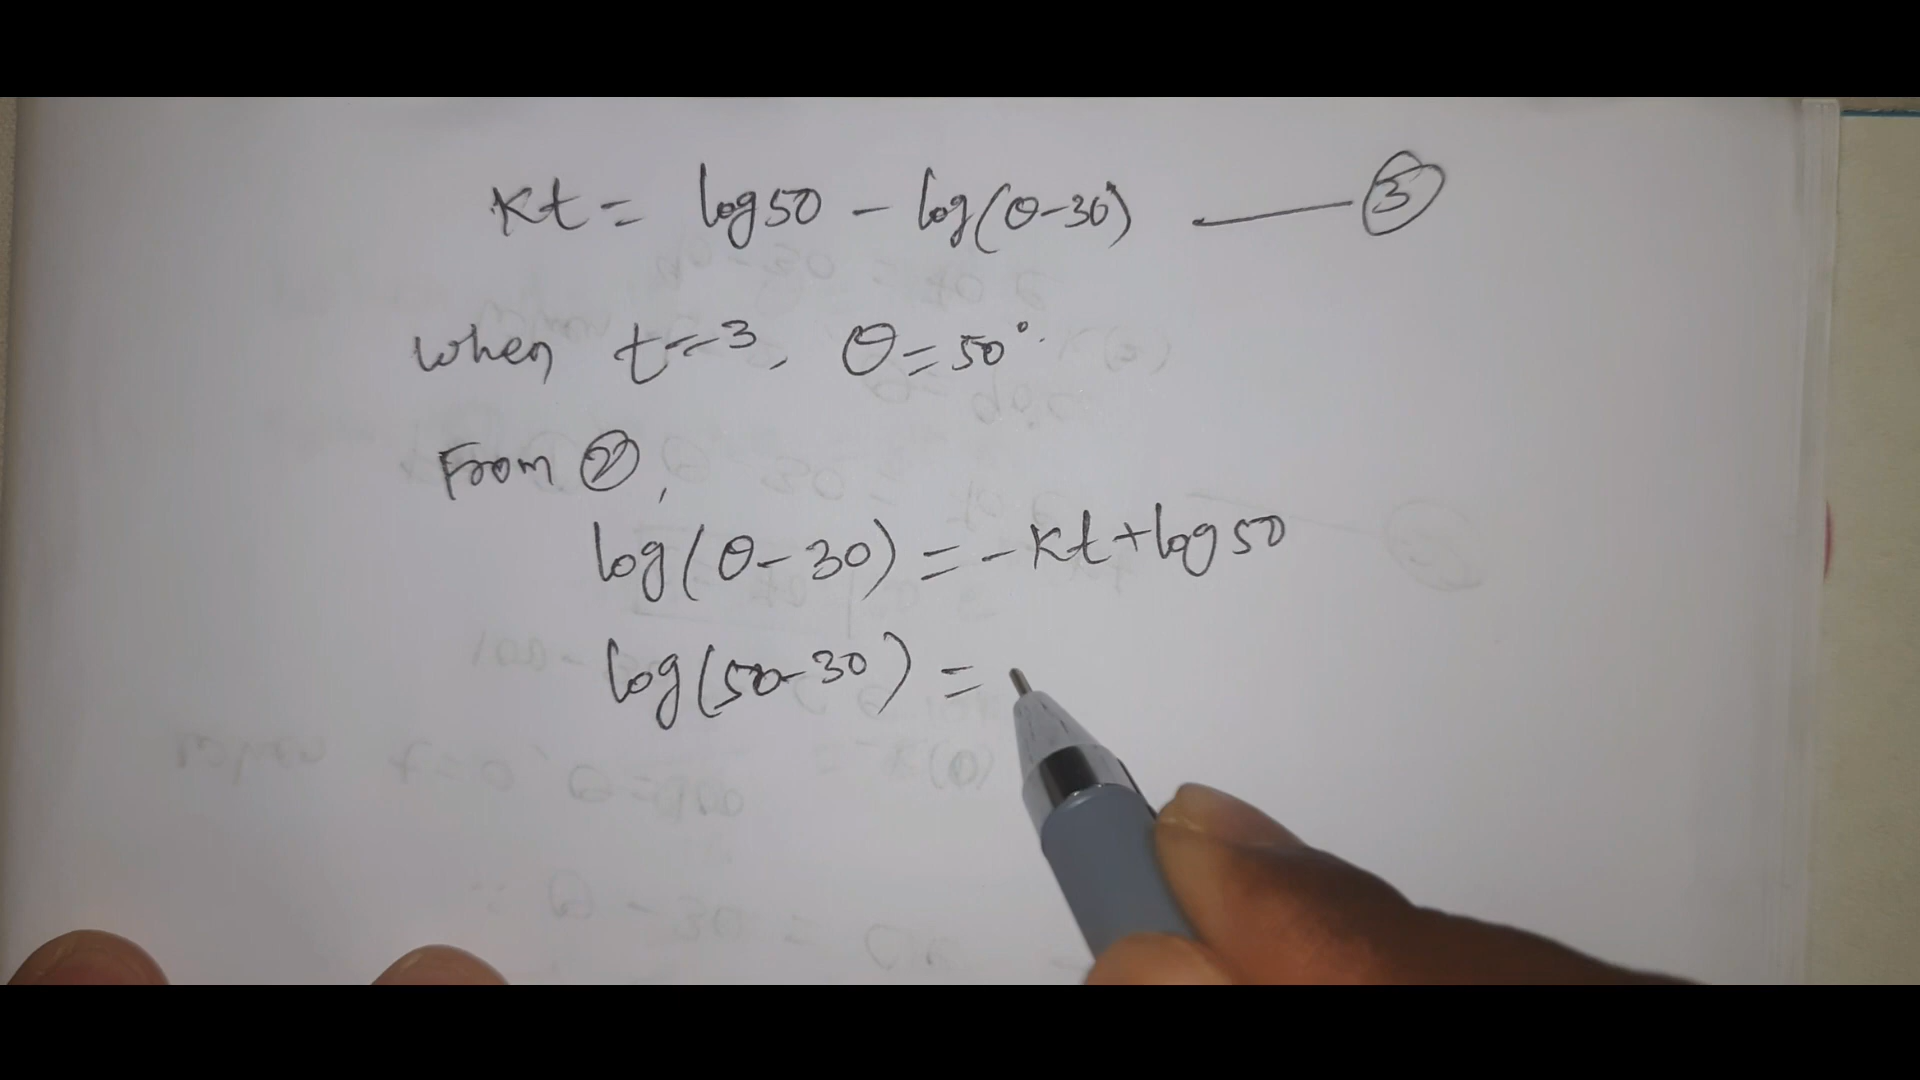 Kt = log 50 - log(θ-30) —— ③
When t=3, θ=50°.
From ②,
log(θ-30) = -Kt+log 50
log(50-30) =